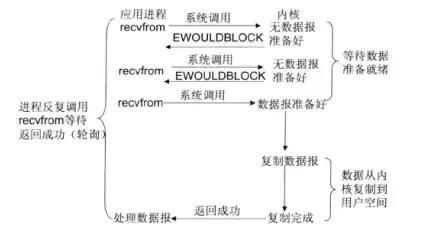 应用进程
系统调用
内核
recvfrom
无数据报
准备好
EWOULDBLOCK
系统调用
recvfrom
无数据报
准备好
EWOULDBLOCK
等待数据
准备就绪
系统调用
recvfrom
数据报准备好
进程反复调用
recvfrom等待
返回成功（轮询）
复制数据报
数据从内
核复制到
用户空间
返回成功
处理数据报
复制完成